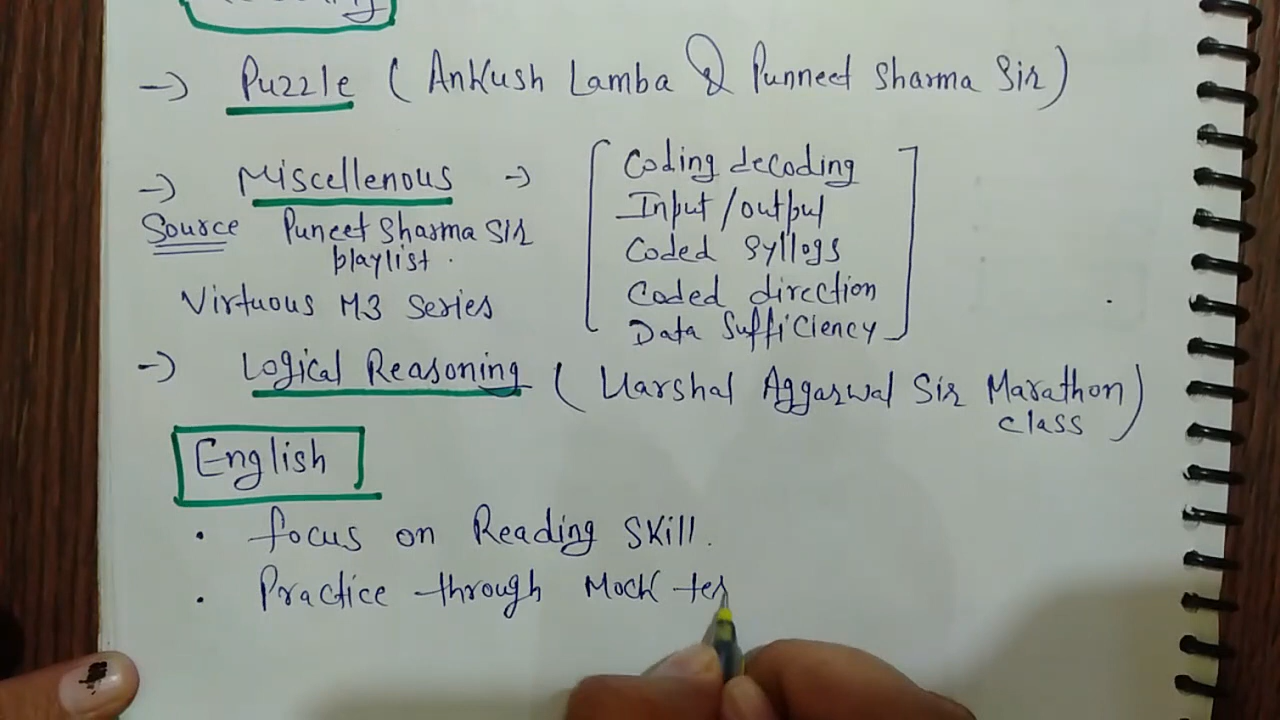 → Puzzle ( Ankush Lamba & Punneet Sharma Sir )
→ Miscellenous →
Source Puneet Sharma Sir
playlist.
Virtuous M3 Series
Coding decoding
Input/output
Coded syllogs
Coded direction
Data Sufficiency
→ Logical Reasoning ( Harshal Aggarwal Sir Marathon
class )
English
. focus on Reading Skill.
. Practice through Mock tes